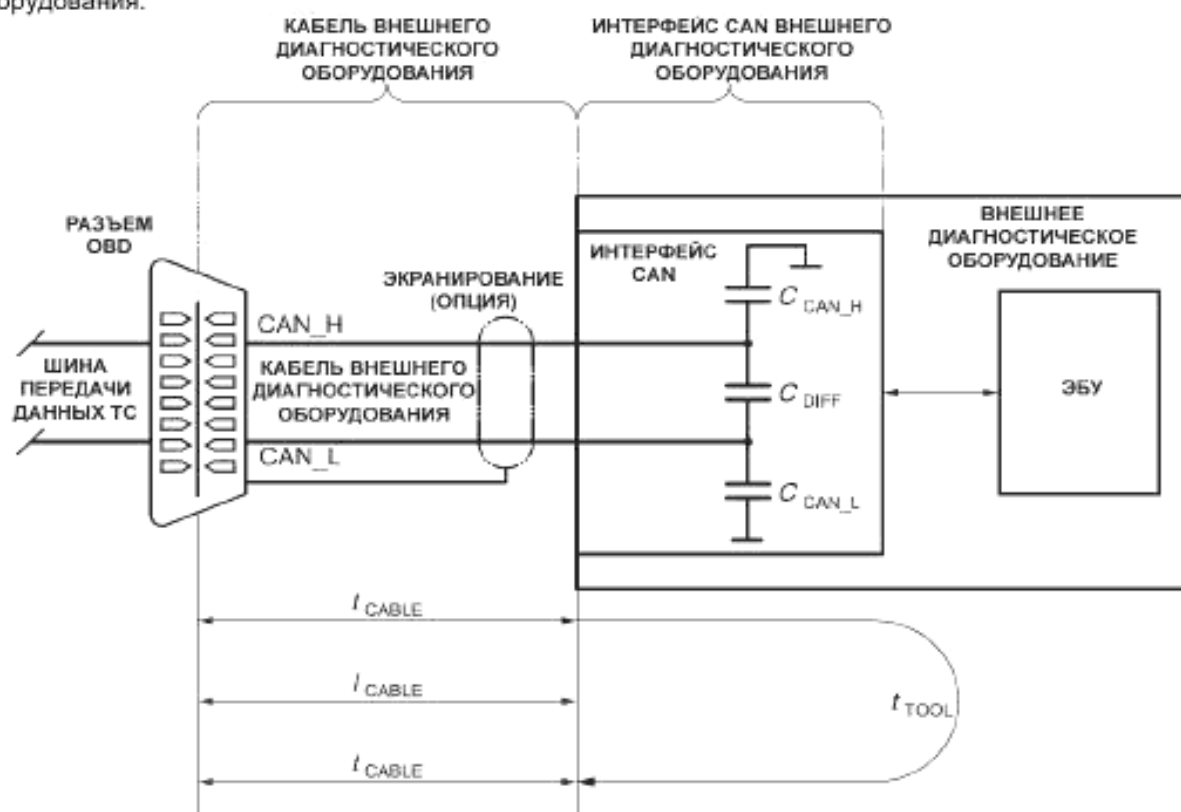 орудования.
КАБЕЛЬ ВНЕШНЕГО
ДИАГНОСТИЧЕСКОГО
ОБОРУДОВАНИЯ
ИНТЕРФЕЙС CAN ВНЕШНЕГО
ДИАГНОСТИЧЕСКОГО
ОБОРУДОВАНИЯ
РАЗЪЕМ
OBD
ЭКРАНИРОВАНИЕ
(ОПЦИЯ)
ИНТЕРФЕЙС
CAN
ВНЕШНЕЕ
ДИАГНОСТИЧЕСКОЕ
ОБОРУДОВАНИЕ
C CAN_H
CAN_H
ШИНА
ПЕРЕДАЧИ
ДАННЫХ ТС
КАБЕЛЬ ВНЕШНЕГО
ДИАГНОСТИЧЕСКОГО
ОБОРУДОВАНИЯ
C DIFF
ЭБУ
CAN_L
C CAN_L
t CABLE
l CABLE
t TOOL
t CABLE